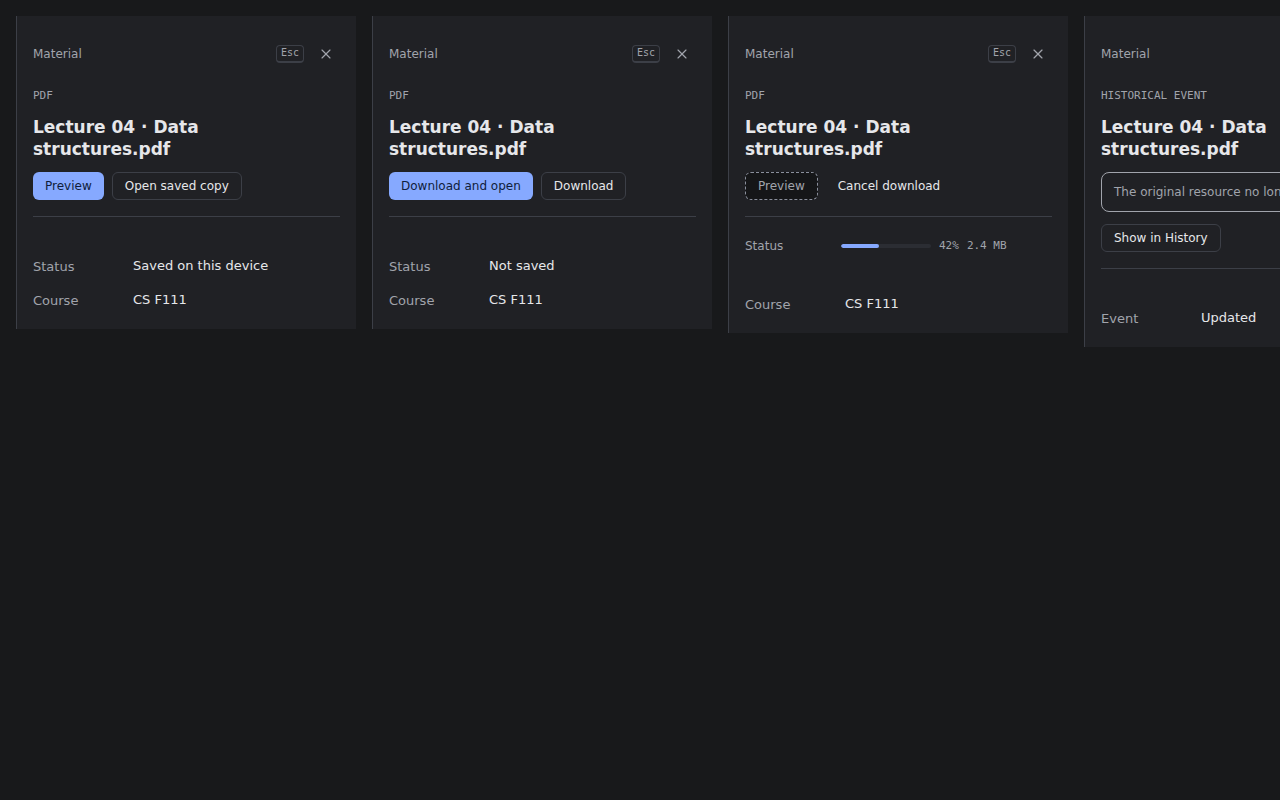 Material Esc
PDF
Lecture 04 · Data
structures.pdf
Preview Open saved copy
Status Saved on this device
Course CS F111
Material Esc
PDF
Lecture 04 · Data
structures.pdf
Download and open Download
Status Not saved
Course CS F111
Material Esc
PDF
Lecture 04 · Data
structures.pdf
Preview Cancel download
Status 42% 2.4 MB
Course CS F111
Material
HISTORICAL EVENT
Lecture 04 · Data
structures.pdf
The original resource no
Show in History
Event Updated